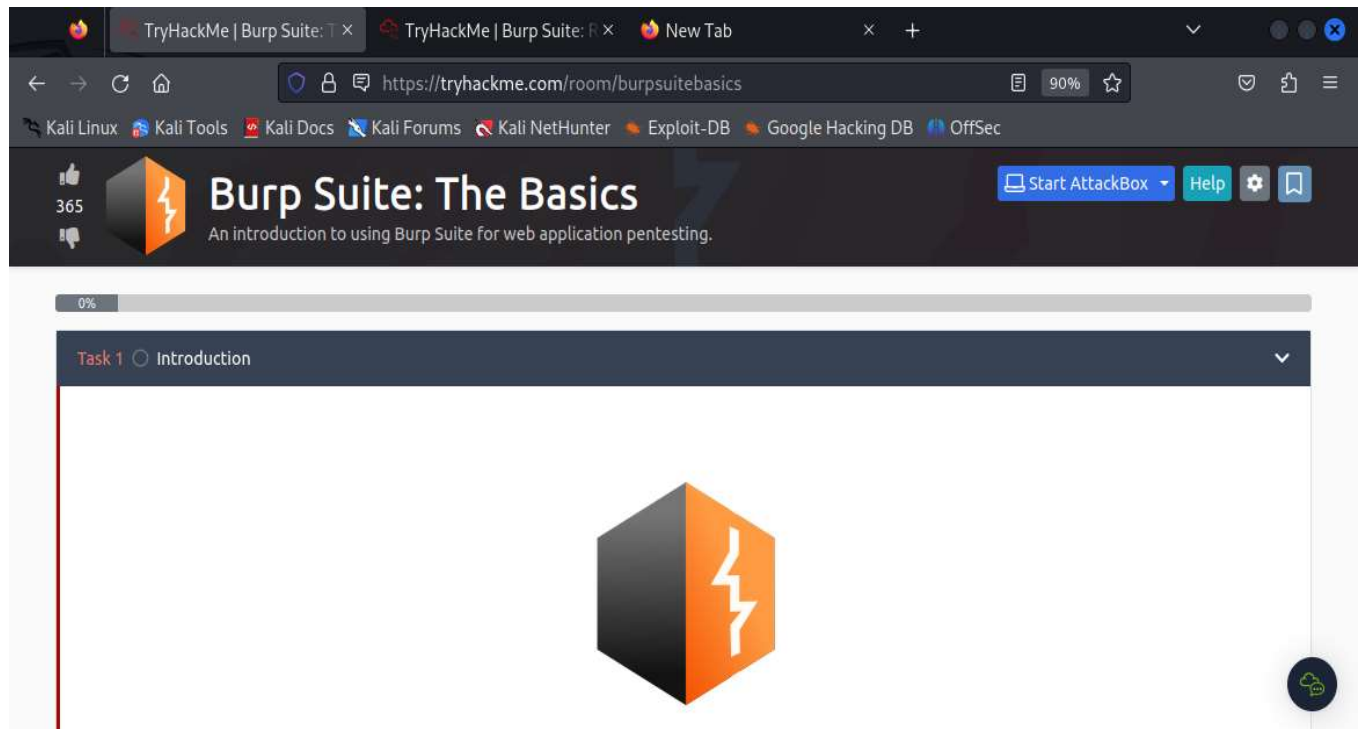 TryHackMe | Burp Suite: T TryHackMe | Burp Suite: R New Tab
https://tryhackme.com/room/burpsuitebasics 90%
Kali Linux Kali Tools Kali Docs Kali Forums Kali NetHunter Exploit-DB Google Hacking DB OffSec
365
Burp Suite: The Basics
An introduction to using Burp Suite for web application pentesting.
Start AttackBox Help
0%
Task 1 Introduction